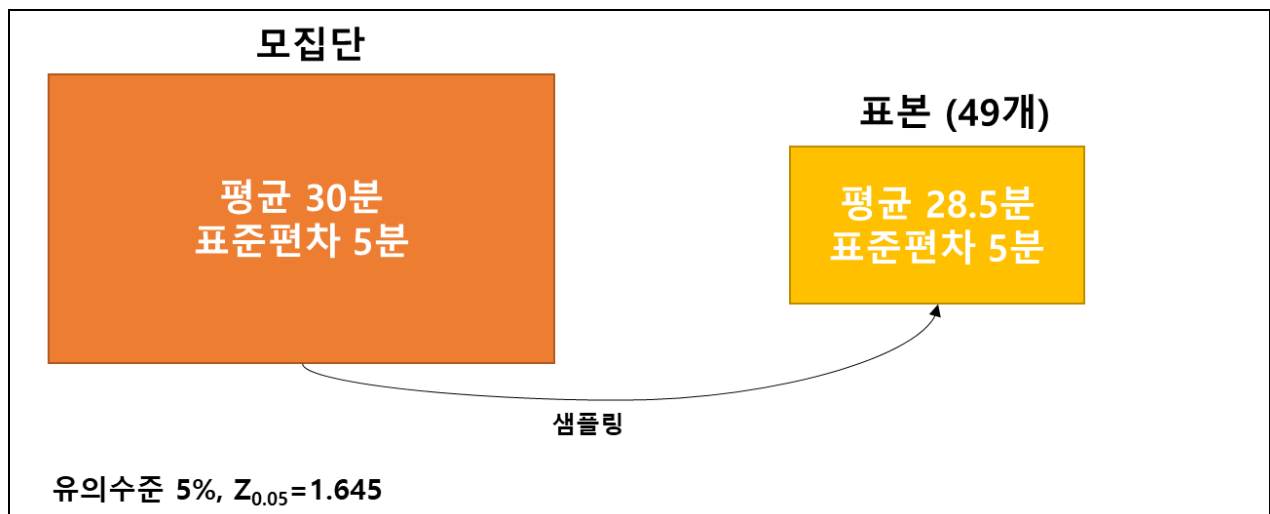 모집단
표본 (49개)
평균 30분
표준편차 5분
평균 28.5분
표준편차 5분
샘플링
유의수준 5%, Z0.05=1.645